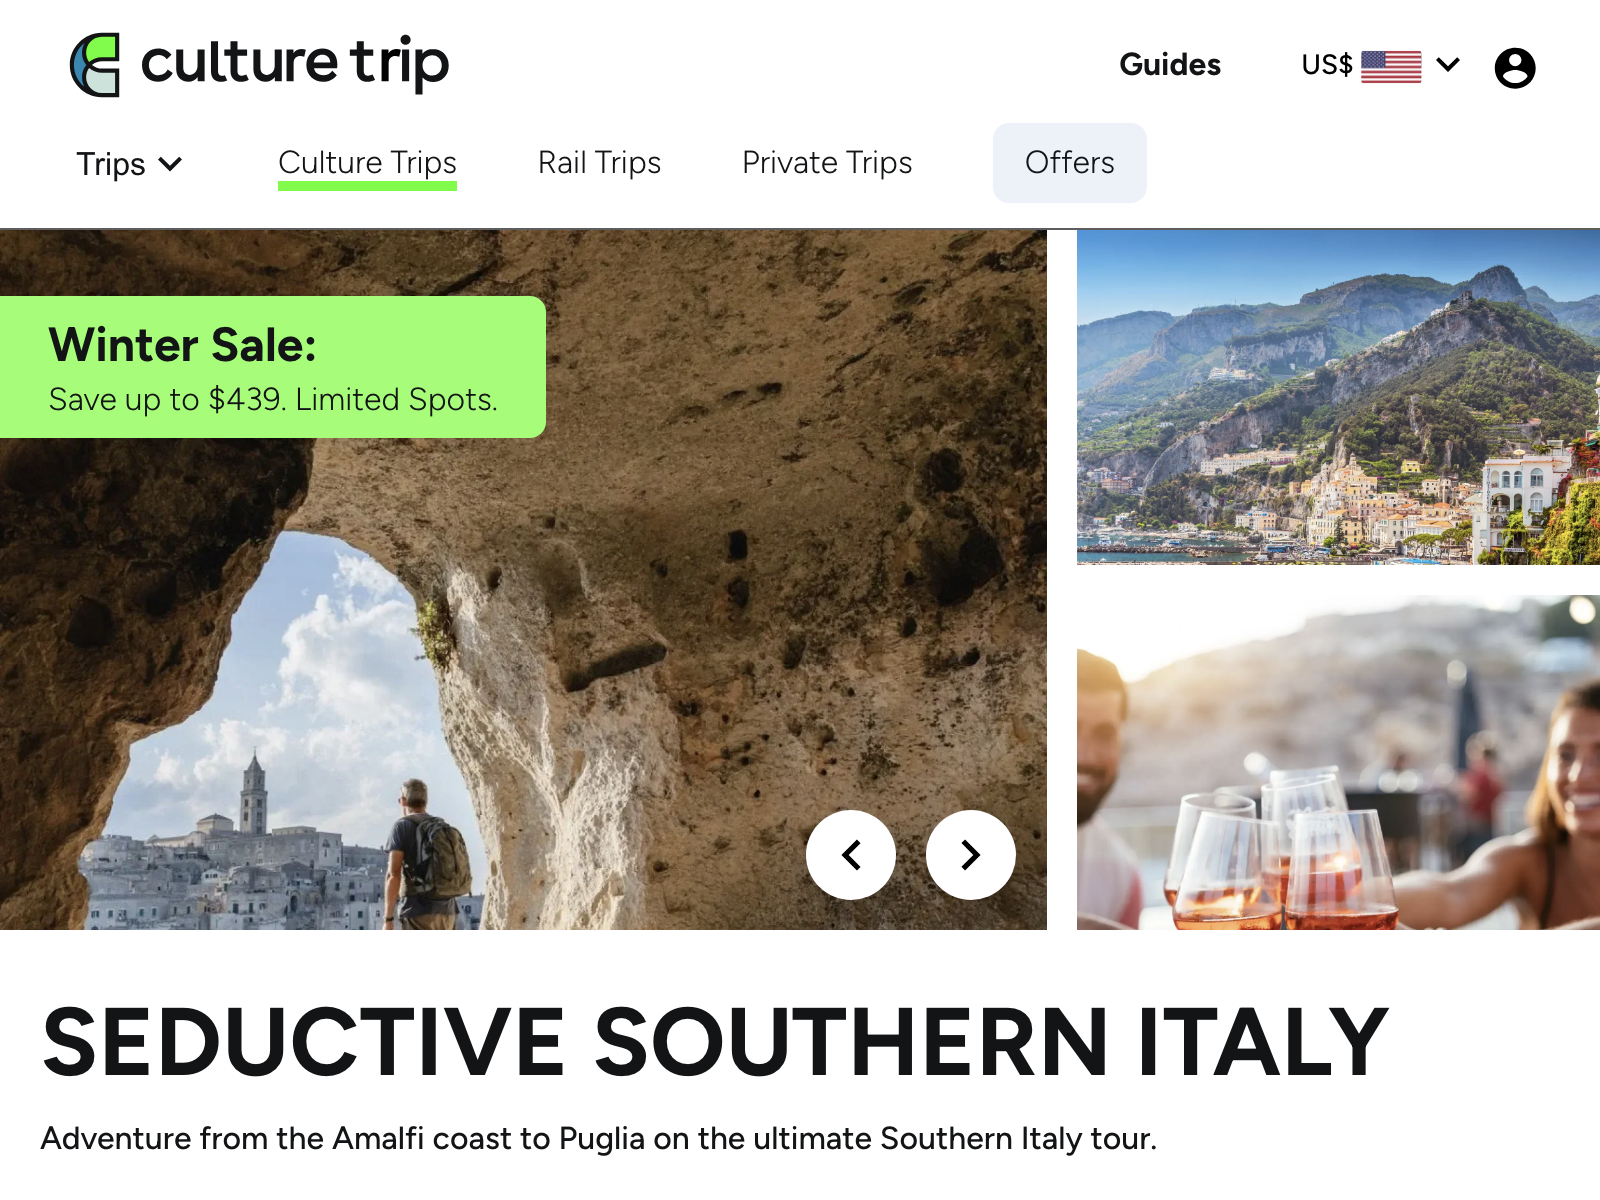 culture trip
Guides
US$
Trips
Culture Trips
Rail Trips
Private Trips
Offers
Winter Sale:
Save up to $439. Limited Spots.
SEDUCTIVE SOUTHERN ITALY
Adventure from the Amalfi coast to Puglia on the ultimate Southern Italy tour.